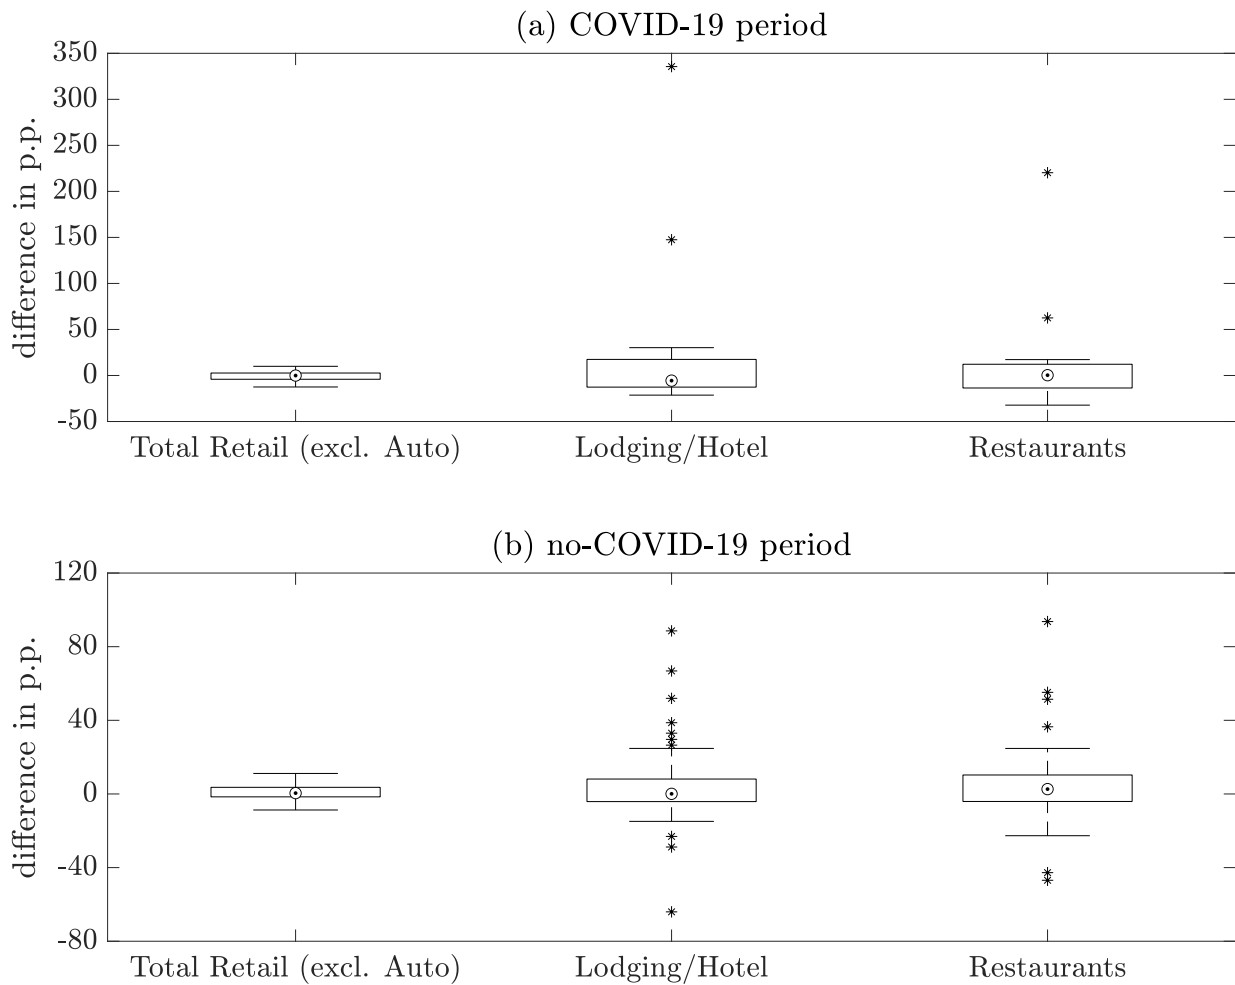 (a) COVID-19 period
350
300
250
200
150
100
50
0
-50
difference in p.p.
Total Retail (excl. Auto) Lodging/Hotel Restaurants
(b) no-COVID-19 period
120
80
40
0
-40
-80
difference in p.p.
Total Retail (excl. Auto) Lodging/Hotel Restaurants